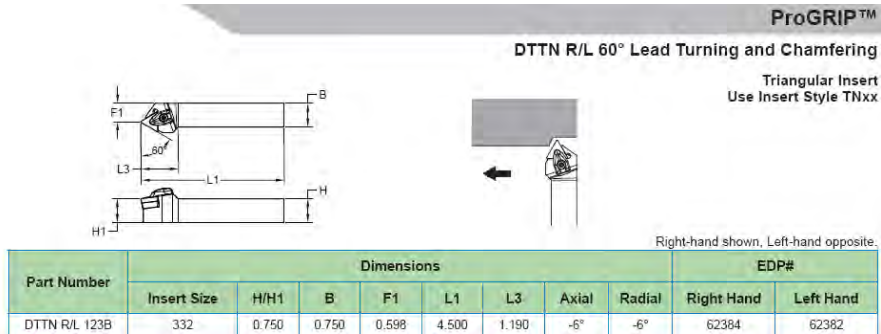 ProGRIP™
DTTN R/L 60° Lead Turning and Chamfering
Triangular Insert
Use Insert Style TNxx
F1
B
60°
L3
L1
H
H1
Right-hand shown, Left-hand opposite.
Part Number Dimensions EDP#
Insert Size H/H1 B F1 L1 L3 Axial Radial Right Hand Left Hand
DTTN R/L 123B 332 0.750 0.750 0.598 4.500 1.190 -6° -6° 62384 62382